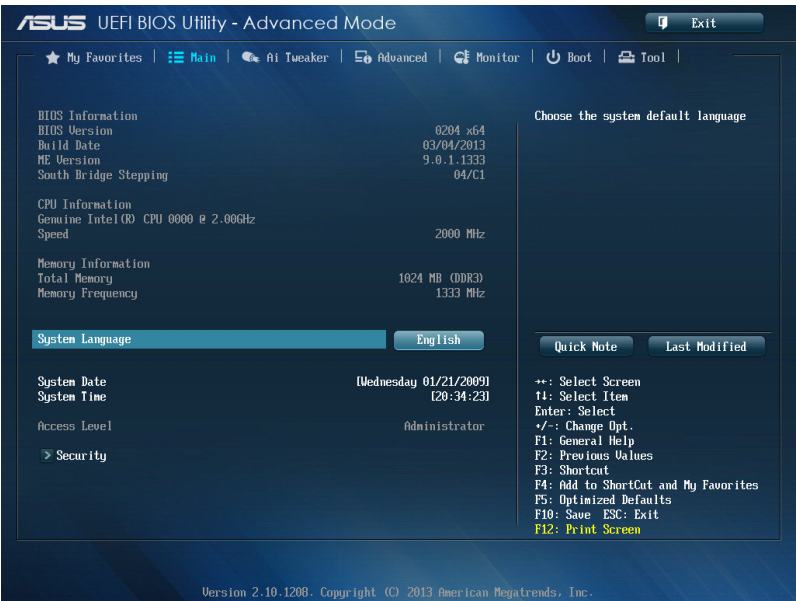 ASUS UEFI BIOS Utility - Advanced Mode
Exit
My Favorites | Main | Ai Tweaker | Advanced | Monitor | Boot | Tool |
BIOS Information
BIOS Version 0204 x64
Build Date 03/04/2013
ME Version 9.0.1.1333
South Bridge Stepping 04/C1
CPU Information
Genuine Intel(R) CPU 0000 @ 2.00GHz
Speed 2000 MHz
Memory Information
Total Memory 1024 MB (DDR3)
Memory Frequency 1333 MHz
System Language English
System Date [Wednesday 01/21/2009]
System Time [20:34:23]
Access Level Administrator
> Security
Choose the system default language
Quick Note Last Modified
→←: Select Screen
↑↓: Select Item
Enter: Select
+/-: Change Opt.
F1: General Help
F2: Previous Values
F3: Shortcut
F4: Add to ShortCut and My Favorites
F5: Optimized Defaults
F10: Save ESC: Exit
F12: Print Screen
Version 2.10.1208. Copyright (C) 2013 American Megatrends, Inc.